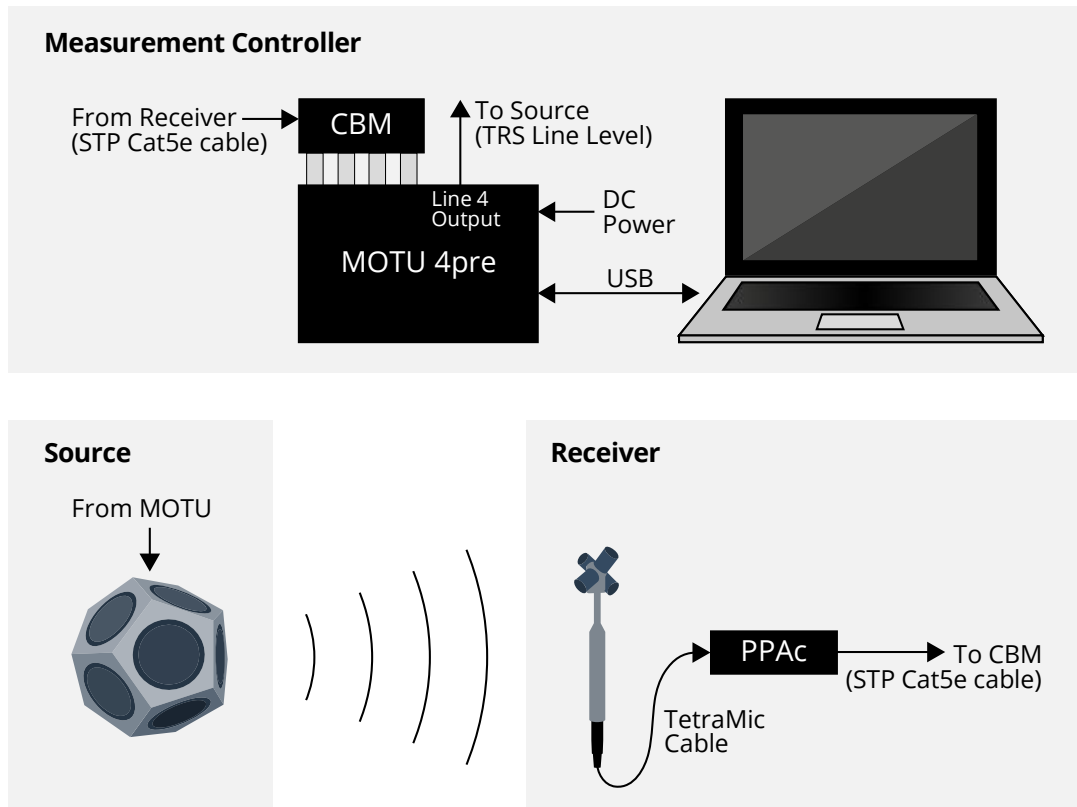 Measurement Controller
From Receiver
(STP Cat5e cable)
CBM
To Source
(TRS Line Level)
Line 4
Output
DC
Power
MOTU 4pre
USB
Source
From MOTU
Receiver
PPAc
To CBM
(STP Cat5e cable)
TetraMic
Cable